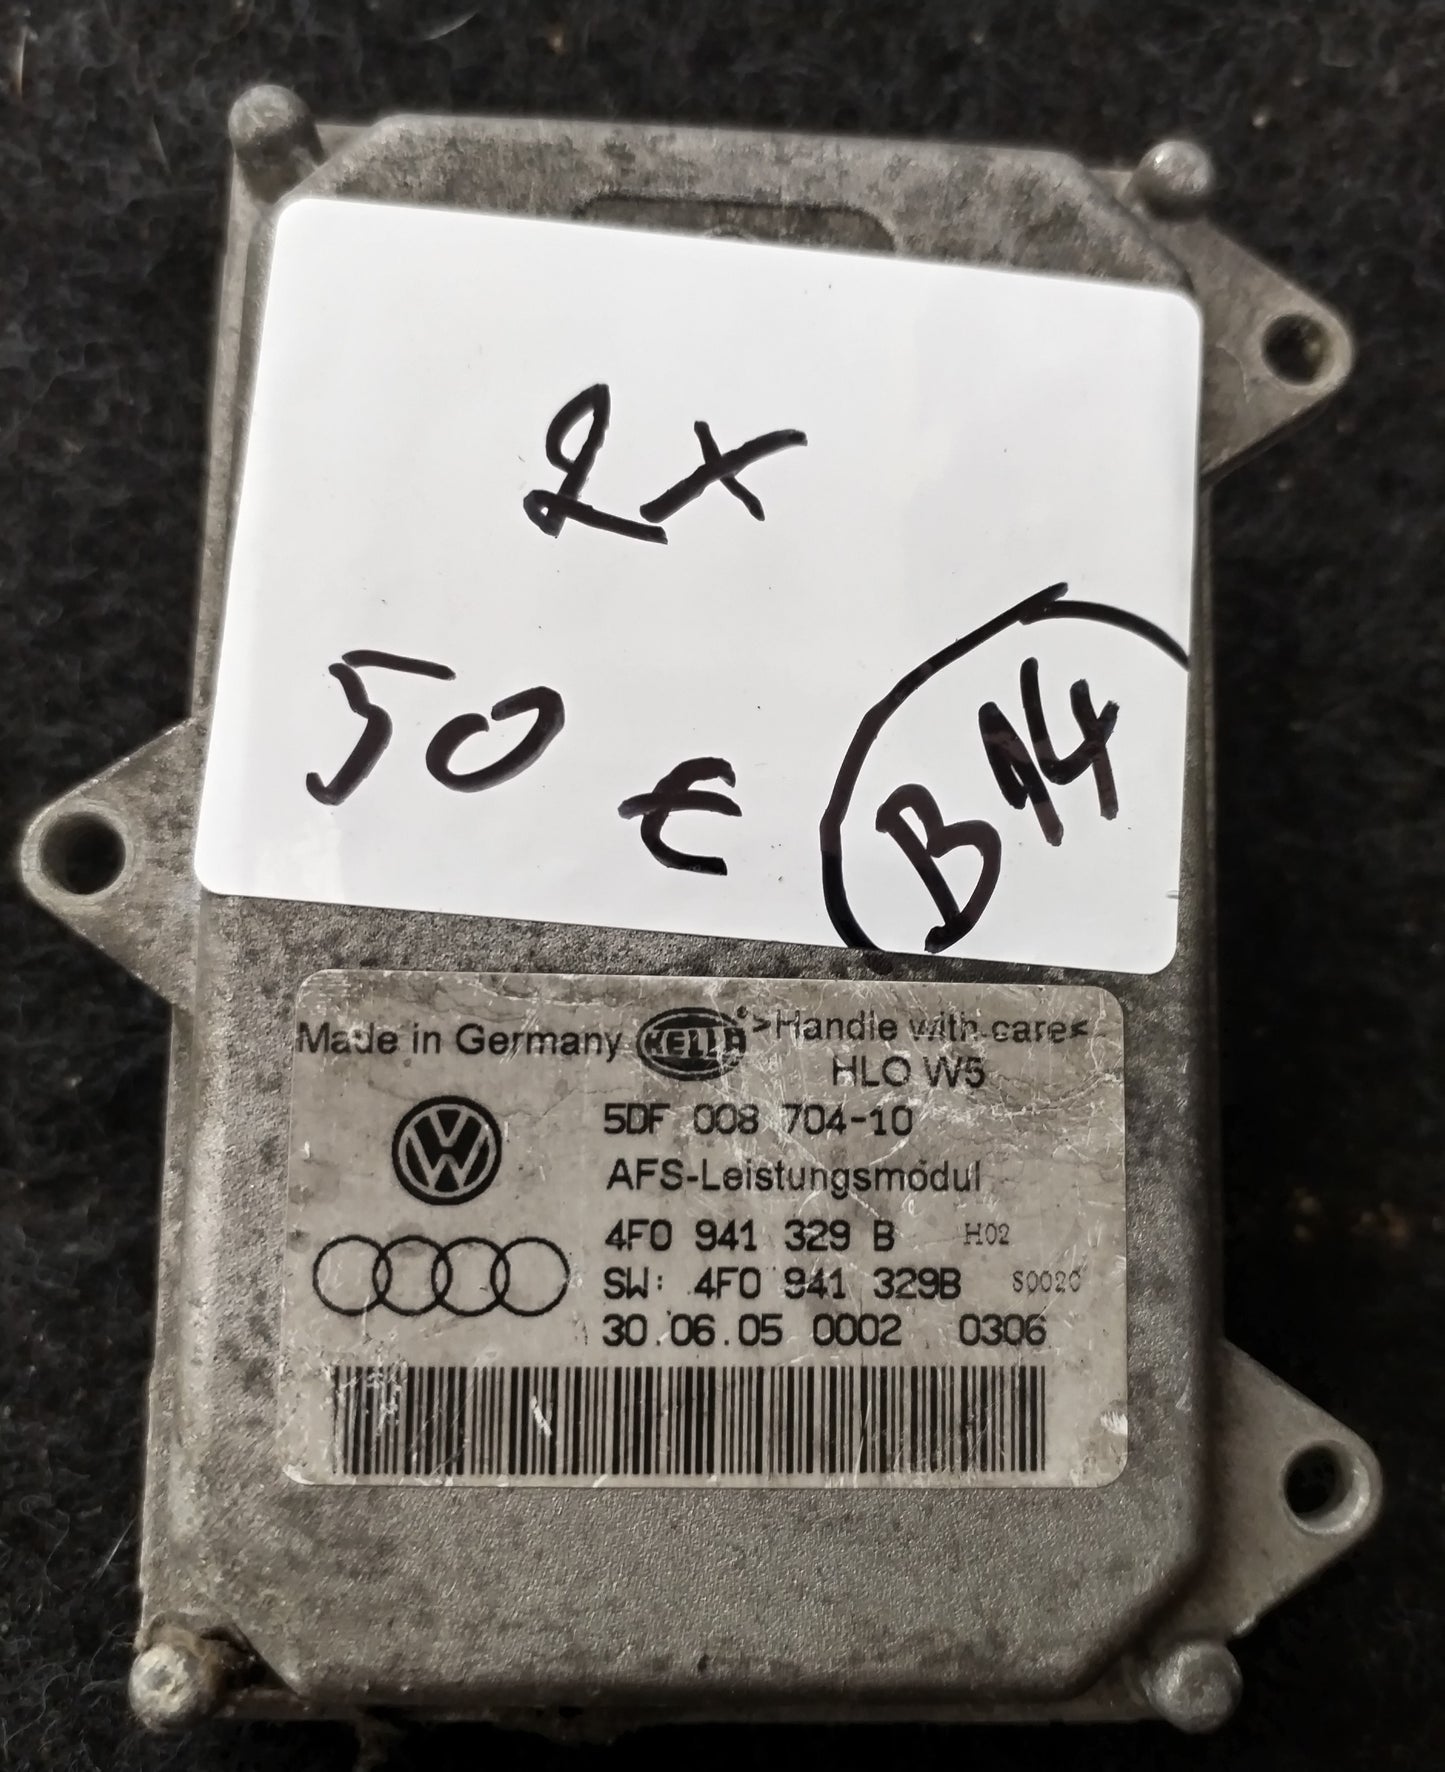 2x
50 €
B14
Made in Germany HELLA >Handle with care<
HLO W5
5DF 008 704-10
AFS-Leistungsmodul
4F0 941 329 B H02
SW: 4F0 941 329B S0020
30.06.05 0002 0306